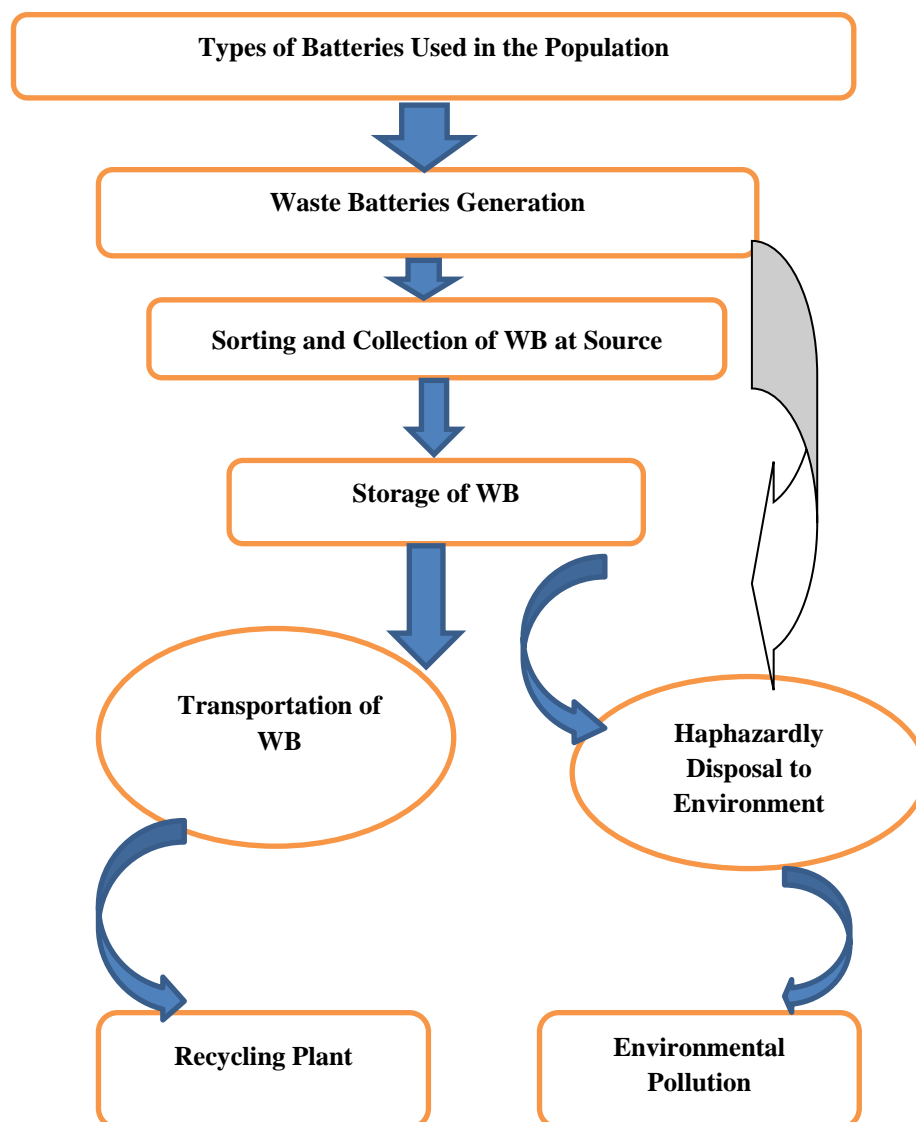 Types of Batteries Used in the Population
Waste Batteries Generation
Sorting and Collection of WB at Source
Storage of WB
Transportation of
WB
Haphazardly
Disposal to
Environment
Recycling Plant
Environmental
Pollution